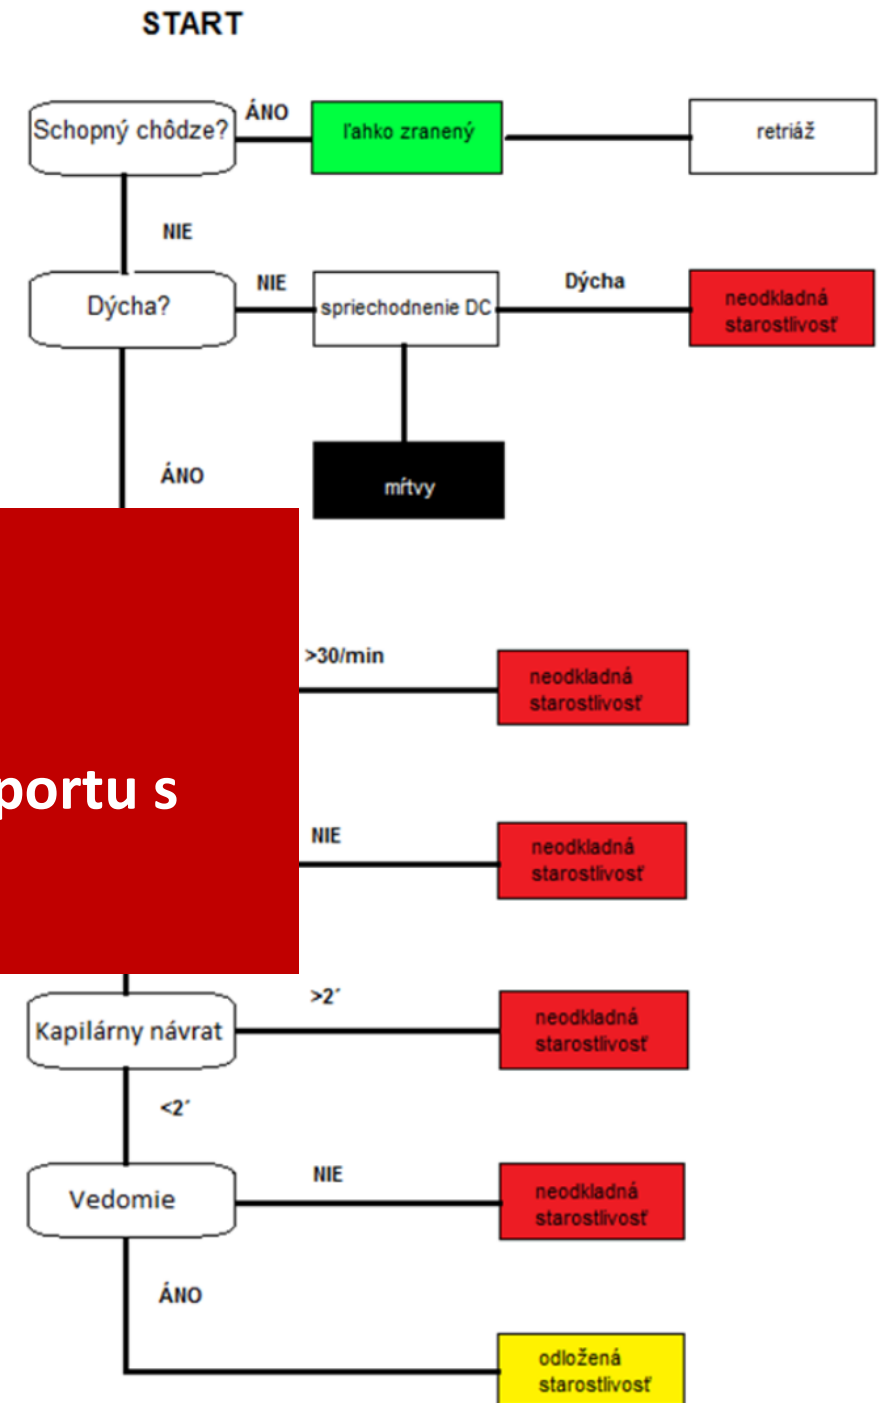 START
Schopný chôdze?
ÁNO
ľahko zranený
retriáž
NIE
Dýcha?
NIE
spriechodnenie DC
Dýcha
neodkladná
starostlivosť
ÁNO
mŕtvy
>30/min
neodkladná
starostlivosť
portu s
NIE
neodkladná
starostlivosť
Kapilárny návrat
>2´
neodkladná
starostlivosť
<2´
Vedomie
NIE
neodkladná
starostlivosť
ÁNO
odložená
starostlivosť